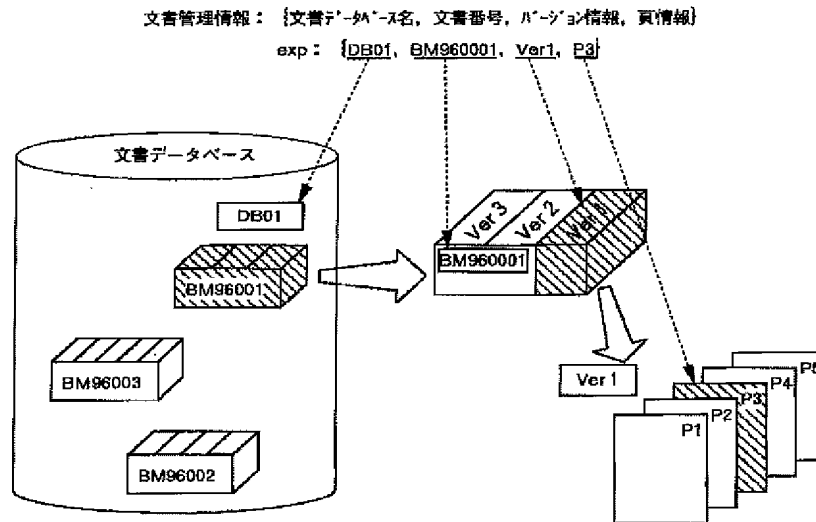 文書管理情報： {文書データベース名, 文書番号, バージョン情報, 頁情報}
exp： {DB01, BM960001, Ver1, P3}
文書データベース
DB01
BM96001
BM96003
BM96002
Ver 3
Ver 2
Ver 1
BM960001
Ver 1
P1
P2
P3
P4
P5